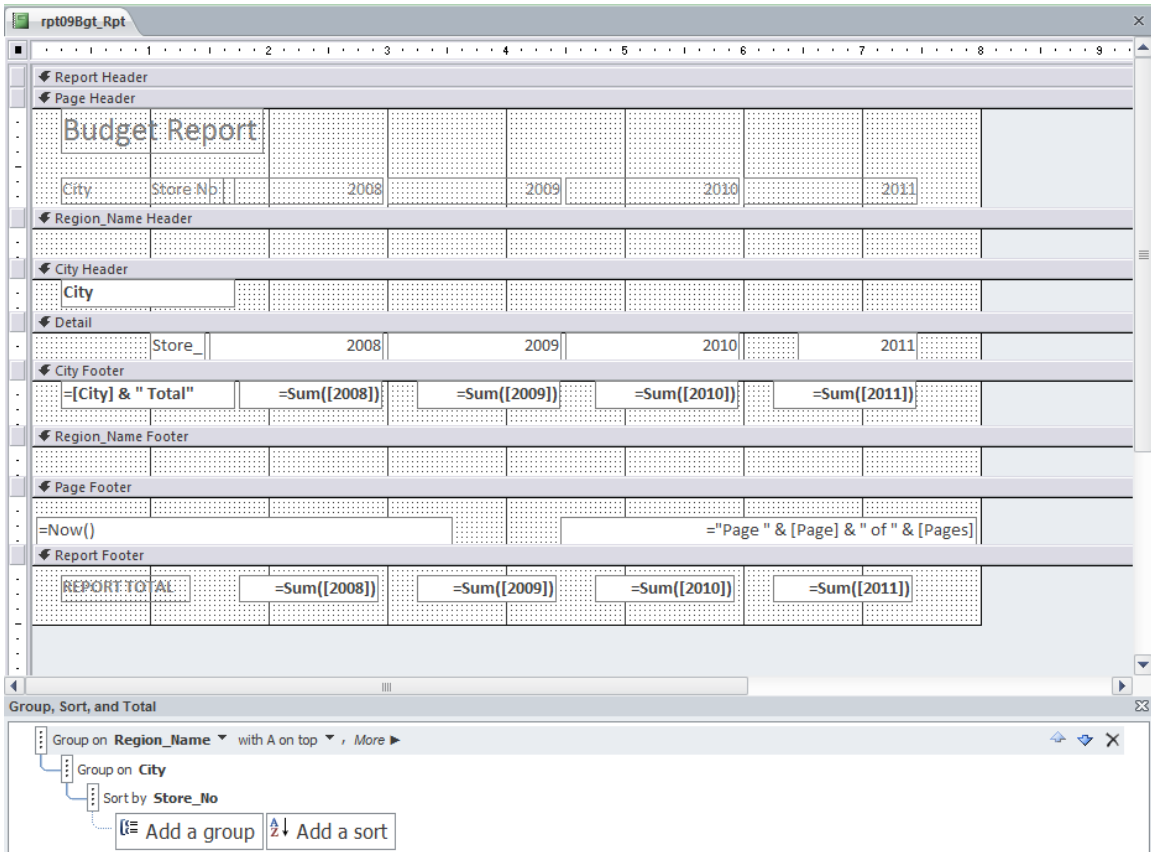 rpt09Bgt_Rpt
1 2 3 4 5 6 7 8 9
Report Header
Page Header
Budget Report
City Store No 2008 2009 2010 2011
Region_Name Header
City Header
City
Detail
Store_ 2008 2009 2010 2011
City Footer
=[City] & " Total" =Sum([2008]) =Sum([2009]) =Sum([2010]) =Sum([2011])
Region_Name Footer
Page Footer
=Now() ="Page " & [Page] & " of " & [Pages]
Report Footer
REPORT TOTAL =Sum([2008]) =Sum([2009]) =Sum([2010]) =Sum([2011])
Group, Sort, and Total
Group on Region_Name with A on top , More
Group on City
Sort by Store_No
Add a group Add a sort